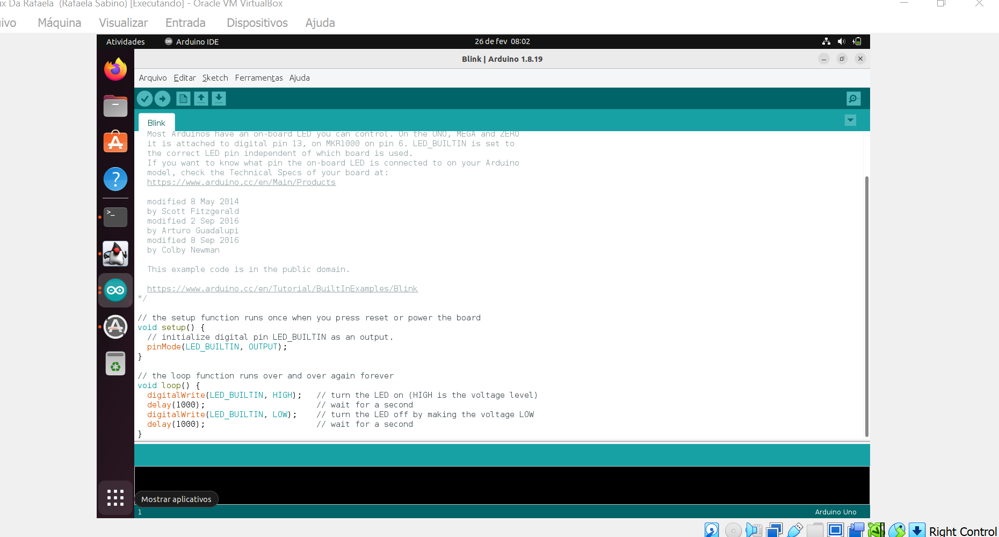 ux Da Rafaela (Rafaela Sabino) [Executando] - Oracle VM VirtualBox
ivo Máquina Visualizar Entrada Dispositivos Ajuda
Atividades Arduino IDE 26 de fev 08:02
Blink | Arduino 1.8.19
Arquivo Editar Sketch Ferramentas Ajuda
Blink
Most Arduinos have an on-board LED you can control. On the UNO, MEGA and ZERO
it is attached to digital pin 13, on MKR1000 on pin 6. LED_BUILTIN is set to
the correct LED pin independent of which board is used.
If you want to know what pin the on-board LED is connected to on your Arduino
model, check the Technical Specs of your board at:
https://www.arduino.cc/en/Main/Products
modified 8 May 2014
by Scott Fitzgerald
modified 2 Sep 2016
by Arturo Guadalupi
modified 8 Sep 2016
by Colby Newman
This example code is in the public domain.
https://www.arduino.cc/en/Tutorial/BuiltInExamples/Blink
*/
// the setup function runs once when you press reset or power the board
void setup() {
// initialize digital pin LED_BUILTIN as an output.
pinMode(LED_BUILTIN, OUTPUT);
}
// the loop function runs over and over again forever
void loop() {
digitalWrite(LED_BUILTIN, HIGH); // turn the LED on (HIGH is the voltage level)
delay(1000); // wait for a second
digitalWrite(LED_BUILTIN, LOW); // turn the LED off by making the voltage LOW
delay(1000); // wait for a second
}
Mostrar aplicativos
1 Arduino Uno
Right Control